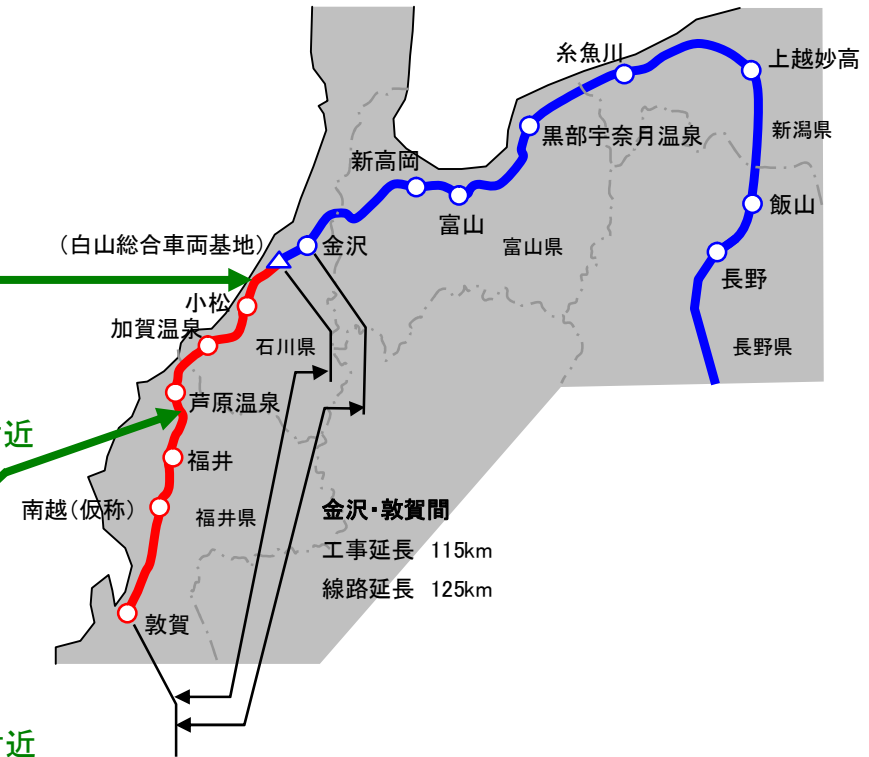 糸魚川
上越妙高
黒部宇奈月温泉
新潟県
新高岡
飯山
富山
(白山総合車両基地)
金沢
富山県
長野
小松
加賀温泉
石川県
長野県
芦原温泉
近
福井
南越(仮称)
福井県
金沢・敦賀間
工事延長 115km
線路延長 125km
敦賀
近